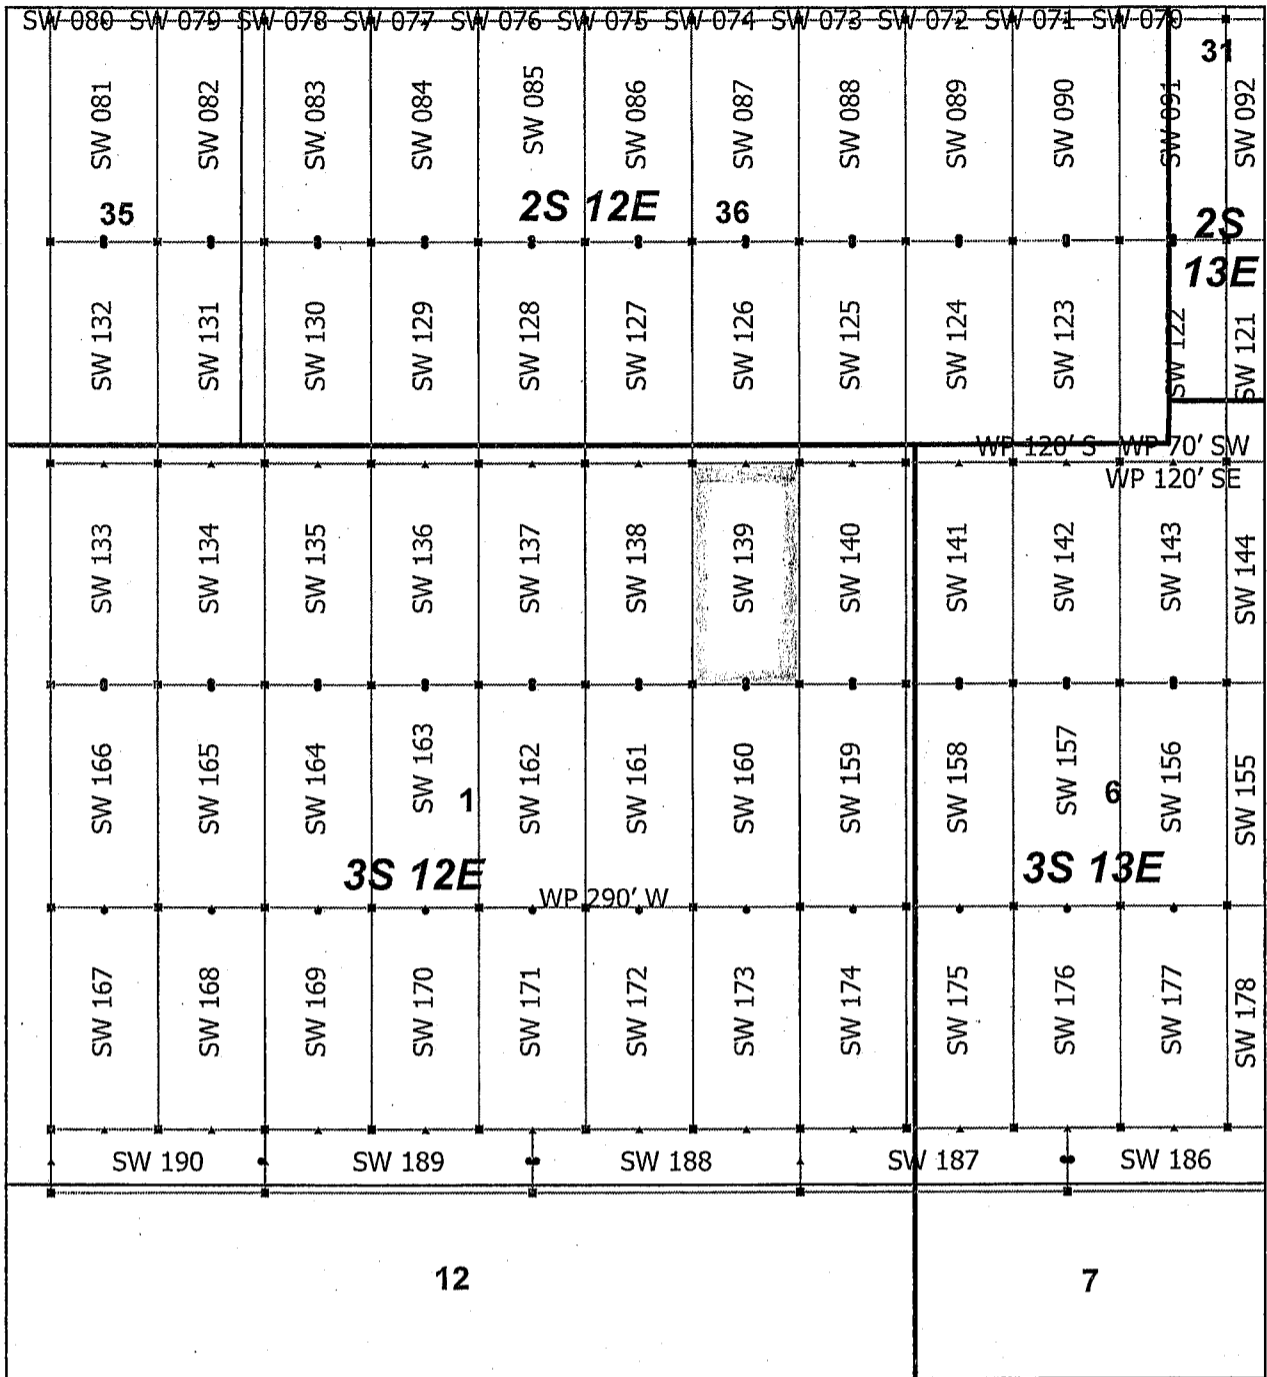 SW 080 SW 079 SW 078 SW 077 SW 076 SW 075 SW 074 SW 073 SW 072 SW 071 SW 070
31
SW 081 SW 082 SW 083 SW 084 SW 085 SW 086 SW 087 SW 088 SW 089 SW 090 SW 091 SW 092
35 2S 12E 36 2S
13E
SW 132 SW 131 SW 130 SW 129 SW 128 SW 127 SW 126 SW 125 SW 124 SW 123 SW 122 SW 121
WP 120' S WP 70' SW
WP 120' SE
SW 133 SW 134 SW 135 SW 136 SW 137 SW 138 SW 139 SW 140 SW 141 SW 142 SW 143 SW 144
SW 166 SW 165 SW 164 SW 163 SW 162 SW 161 SW 160 SW 159 SW 158 SW 157 SW 156 SW 155
1 6
3S 12E 3S 13E
WP 290' W
SW 167 SW 168 SW 169 SW 170 SW 171 SW 172 SW 173 SW 174 SW 175 SW 176 SW 177 SW 178
SW 190 SW 189 SW 188 SW 187 SW 186
12 7